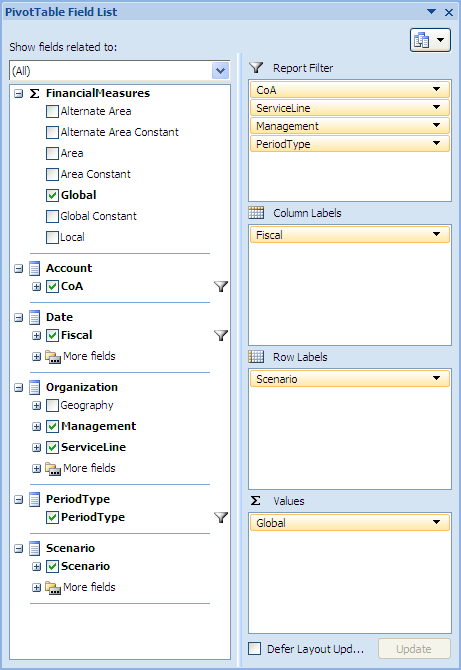 PivotTable Field List
Show fields related to:
(All)
Σ FinancialMeasures
Alternate Area
Alternate Area Constant
Area
Area Constant
Global
Global Constant
Local
Account
CoA
Date
Fiscal
More fields
Organization
Geography
Management
ServiceLine
More fields
PeriodType
PeriodType
Scenario
Scenario
More fields
Report Filter
CoA
ServiceLine
Management
PeriodType
Column Labels
Fiscal
Row Labels
Scenario
Σ Values
Global
Defer Layout Upd...
Update